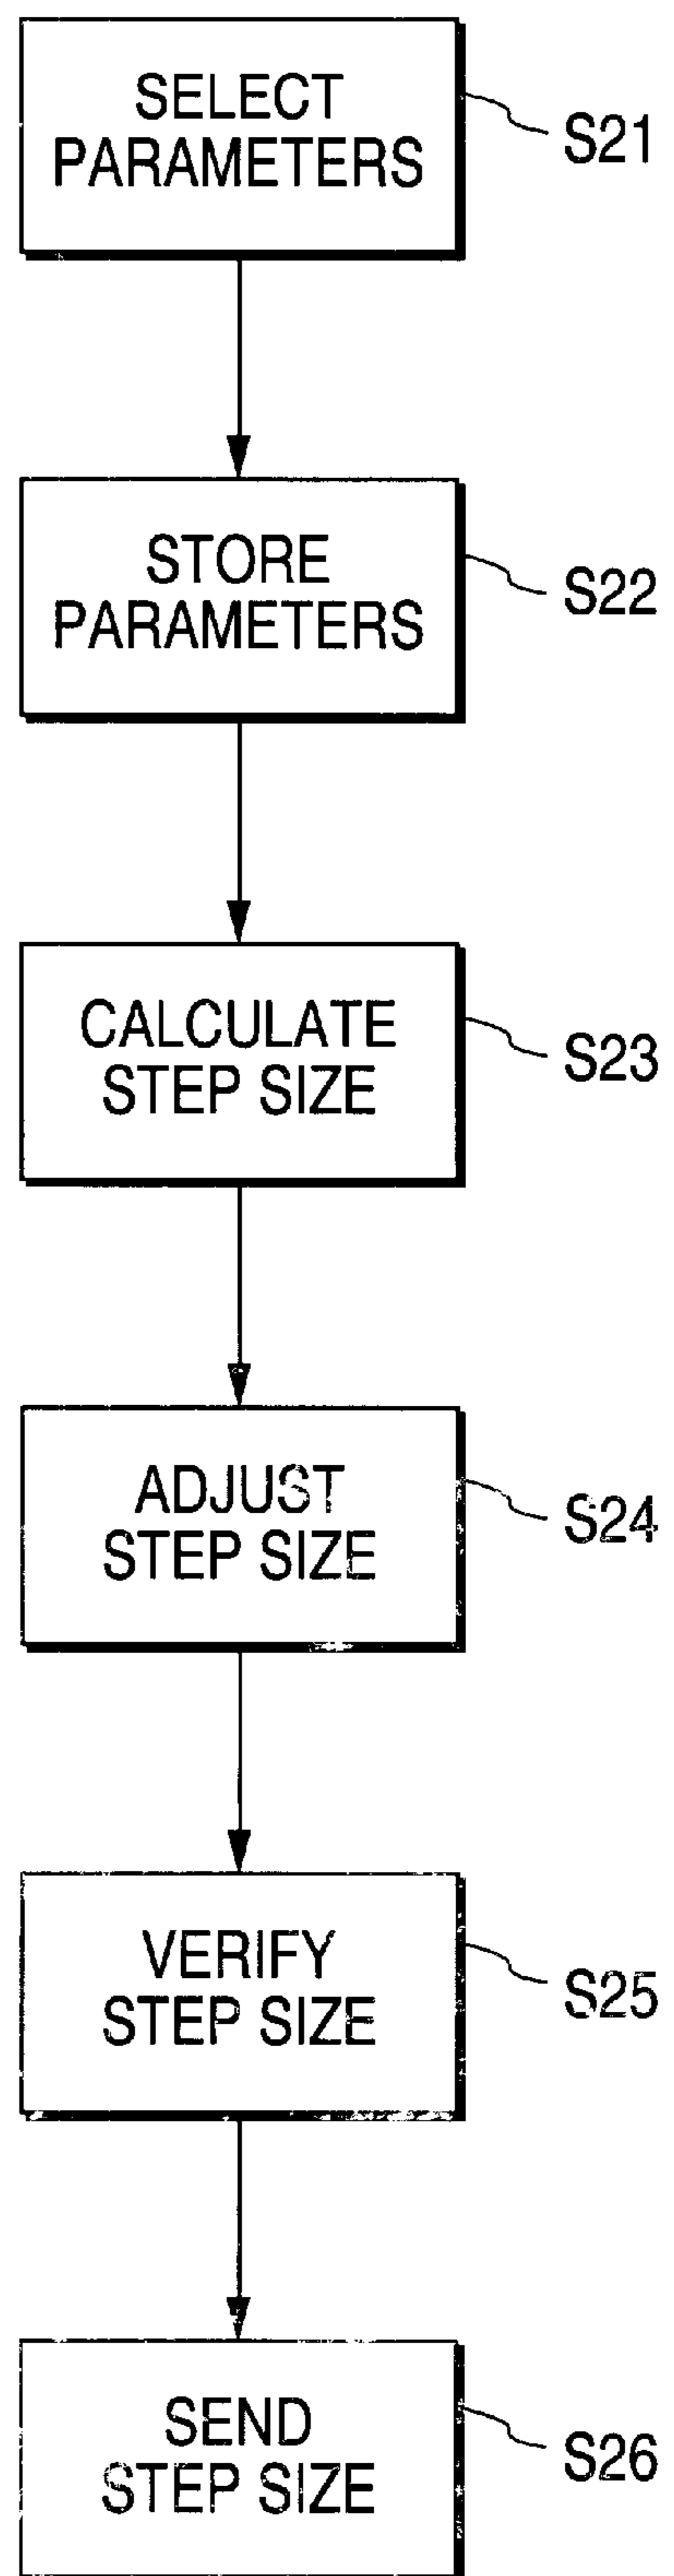 SELECT
PARAMETERS
S21
STORE
PARAMETERS
S22
CALCULATE
STEP SIZE
S23
ADJUST
STEP SIZE
S24
VERIFY
STEP SIZE
S25
SEND
STEP SIZE
S26